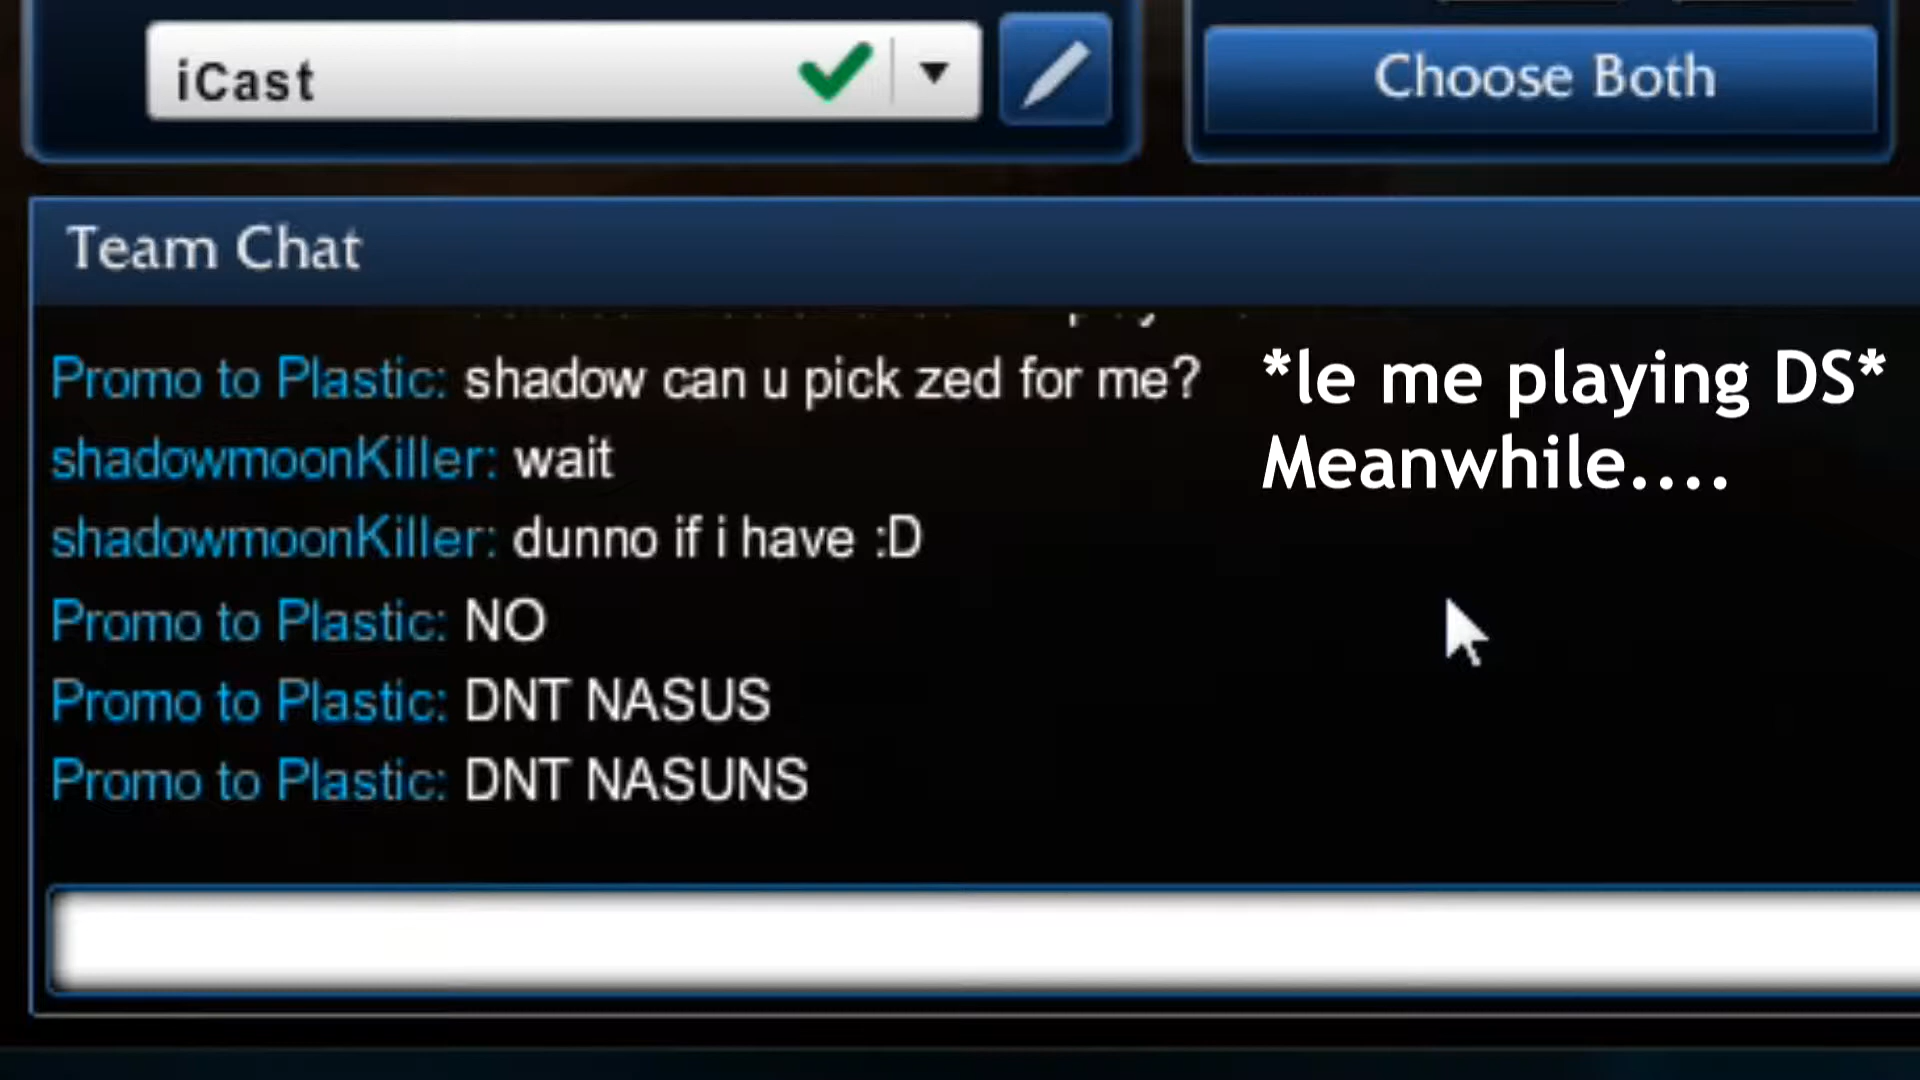 iCast
Choose Both
Team Chat
Promo to Plastic: shadow can u pick zed for me?
*le me playing DS*
shadowmoonKiller: wait
Meanwhile....
shadowmoonKiller: dunno if i have :D
Promo to Plastic: NO
Promo to Plastic: DNT NASUS
Promo to Plastic: DNT NASUNS